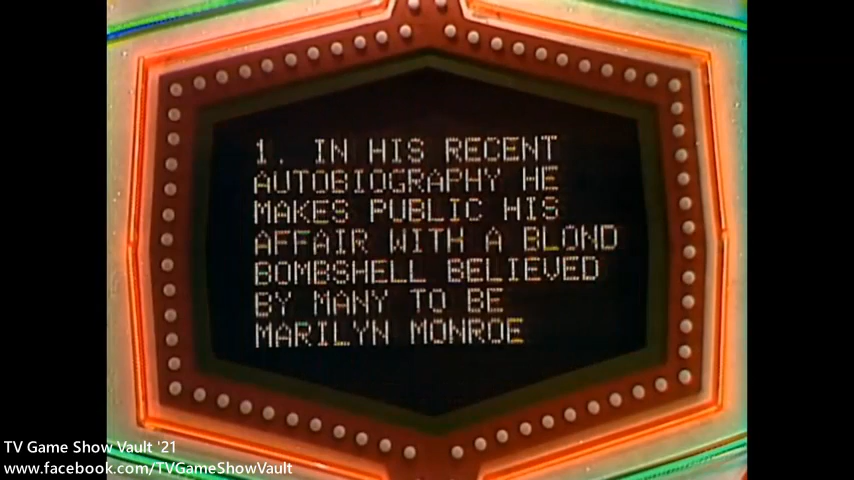 1. IN HIS RECENT
AUTOBIOGRAPHY HE
MAKES PUBLIC HIS
AFFAIR WITH A BLOND
BOMBSHELL BELIEVED
BY MANY TO BE
MARILYN MONROE
TV Game Show Vault '21
www.facebook.com/TVGameShowVault